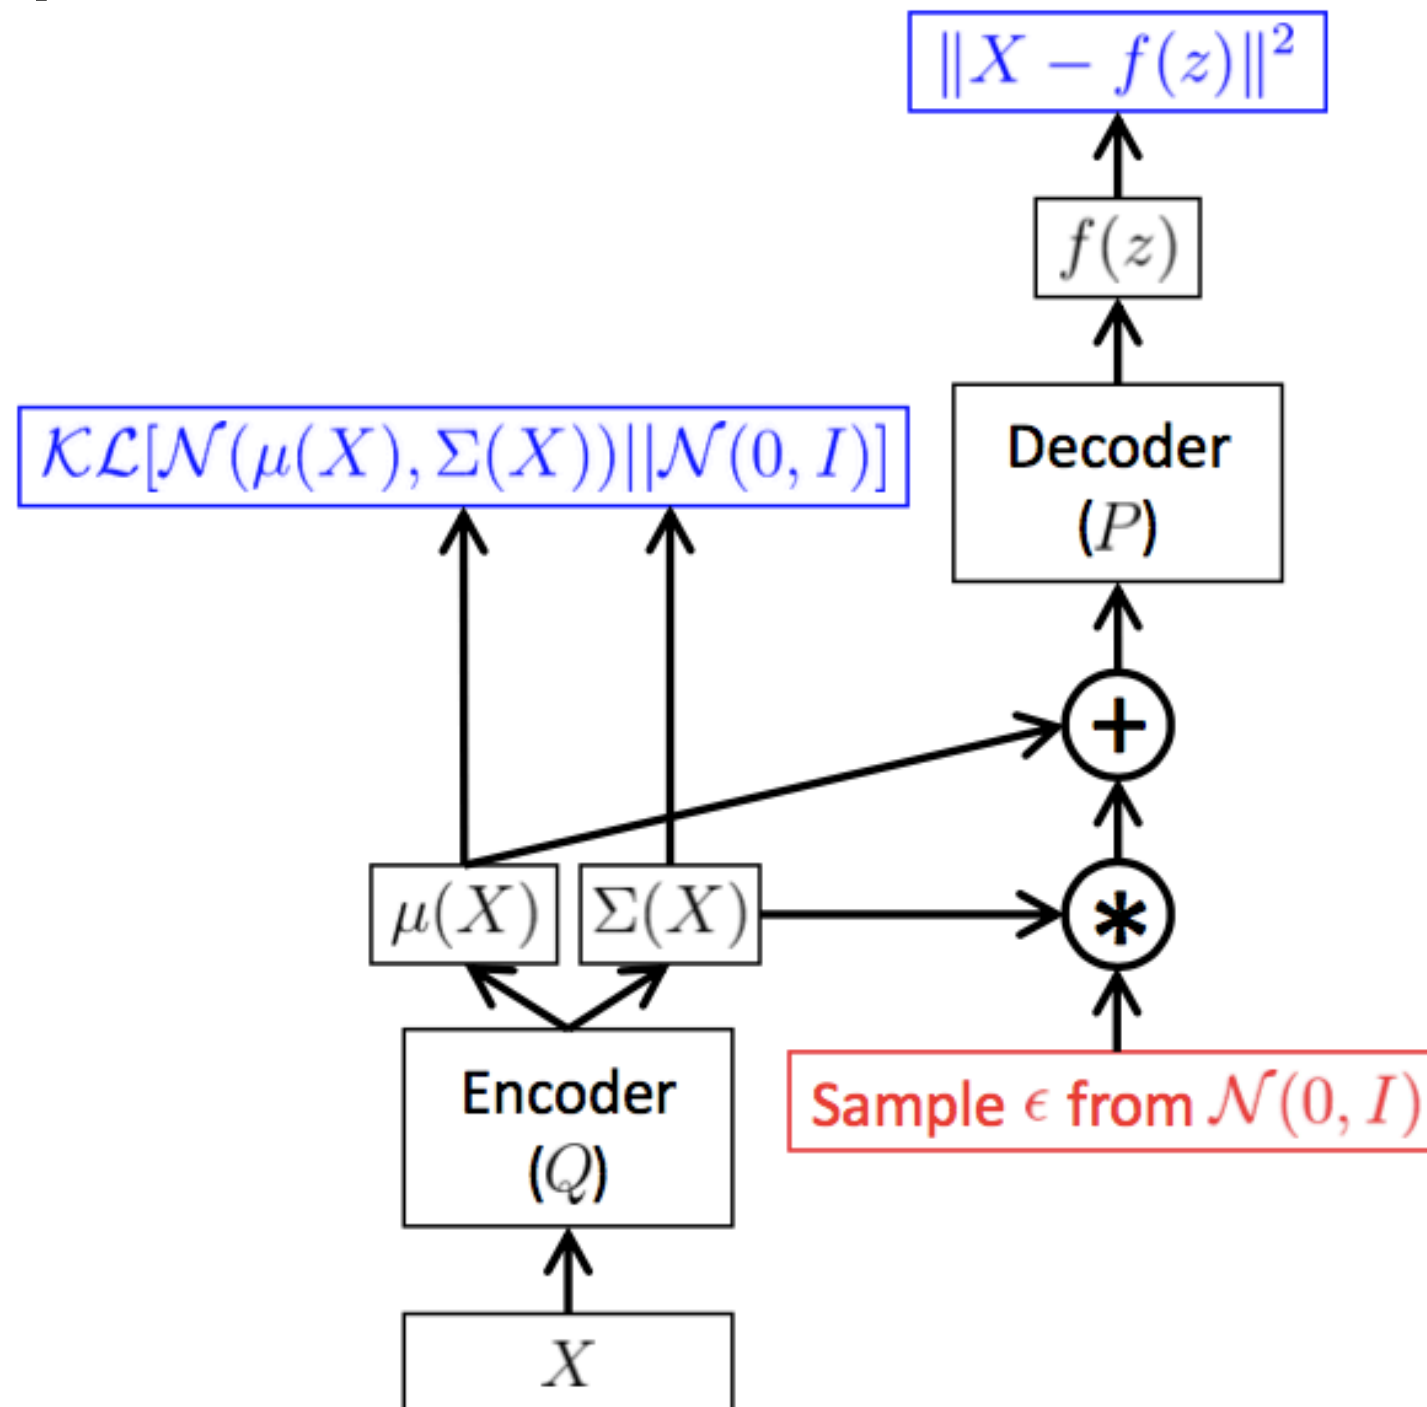 ‖X − f(z)‖²
f(z)
Decoder
(P)
𝒦ℒ[𝒩(μ(X), Σ(X))||𝒩(0, I)]
+
μ(X)
Σ(X)
*
Encoder
(Q)
Sample ϵ from 𝒩(0, I)
X